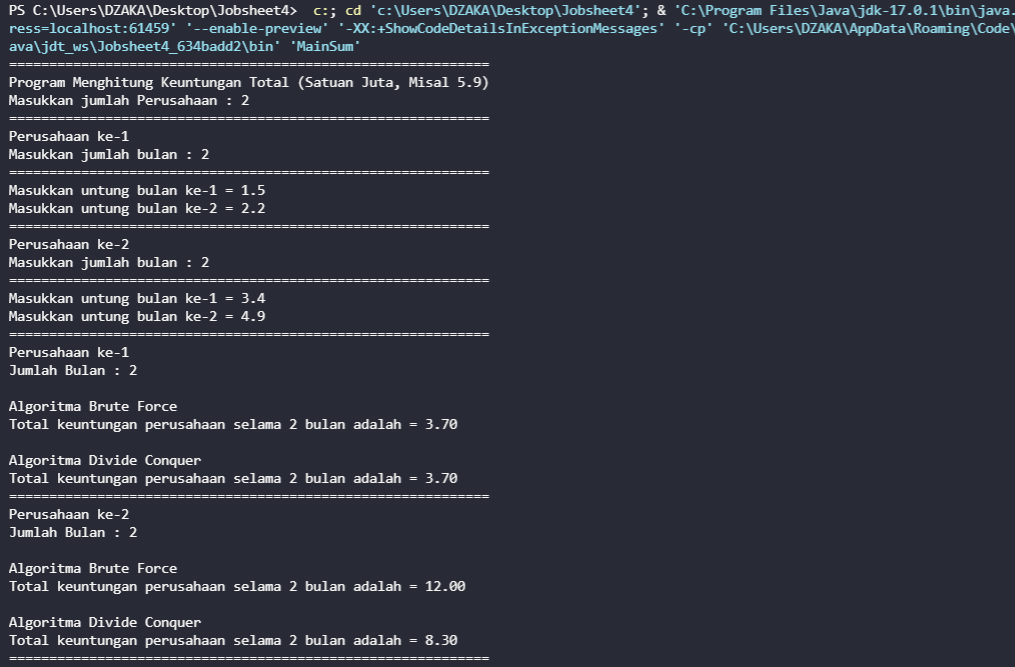 PS C:\Users\DZAKA\Desktop\Jobsheet4>  c:; cd 'c:\Users\DZAKA\Desktop\Jobsheet4'; & 'C:\Program Files\Java\jdk-17.0.1\bin\java.
ress=localhost:61459' '--enable-preview' '-XX:+ShowCodeDetailsInExceptionMessages' '-cp' 'C:\Users\DZAKA\AppData\Roaming\Code\
ava\jdt_ws\Jobsheet4_634badd2\bin' 'MainSum'
============================================================
Program Menghitung Keuntungan Total (Satuan Juta, Misal 5.9)
Masukkan jumlah Perusahaan : 2
============================================================
Perusahaan ke-1
Masukkan jumlah bulan : 2
============================================================
Masukkan untung bulan ke-1 = 1.5
Masukkan untung bulan ke-2 = 2.2
============================================================
Perusahaan ke-2
Masukkan jumlah bulan : 2
============================================================
Masukkan untung bulan ke-1 = 3.4
Masukkan untung bulan ke-2 = 4.9
============================================================
Perusahaan ke-1
Jumlah Bulan : 2

Algoritma Brute Force
Total keuntungan perusahaan selama 2 bulan adalah = 3.70

Algoritma Divide Conquer
Total keuntungan perusahaan selama 2 bulan adalah = 3.70
============================================================
Perusahaan ke-2
Jumlah Bulan : 2

Algoritma Brute Force
Total keuntungan perusahaan selama 2 bulan adalah = 12.00

Algoritma Divide Conquer
Total keuntungan perusahaan selama 2 bulan adalah = 8.30
============================================================